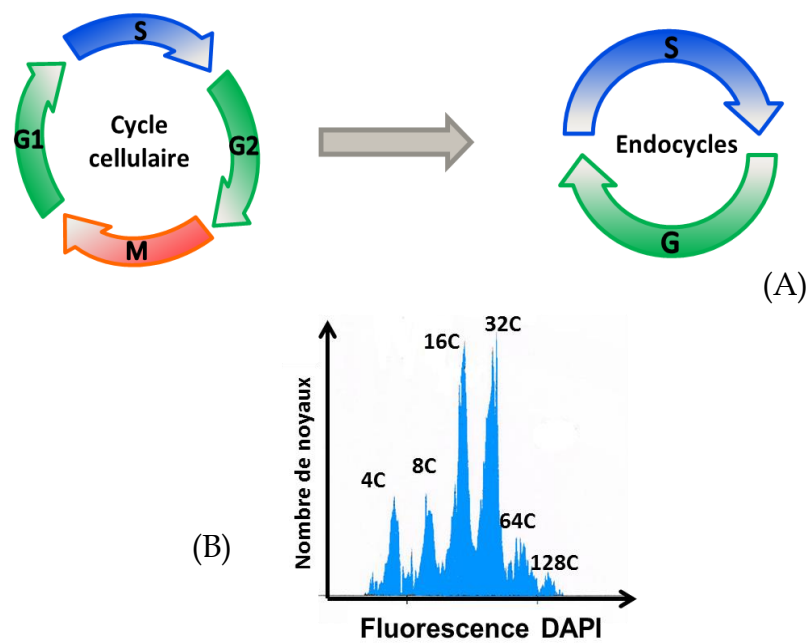 S
G1
Cycle
cellulaire
G2
M
S
Endocycles
G
(A)
Nombre de noyaux
4C
8C
16C
32C
64C
128C
(B)
Fluorescence DAPI